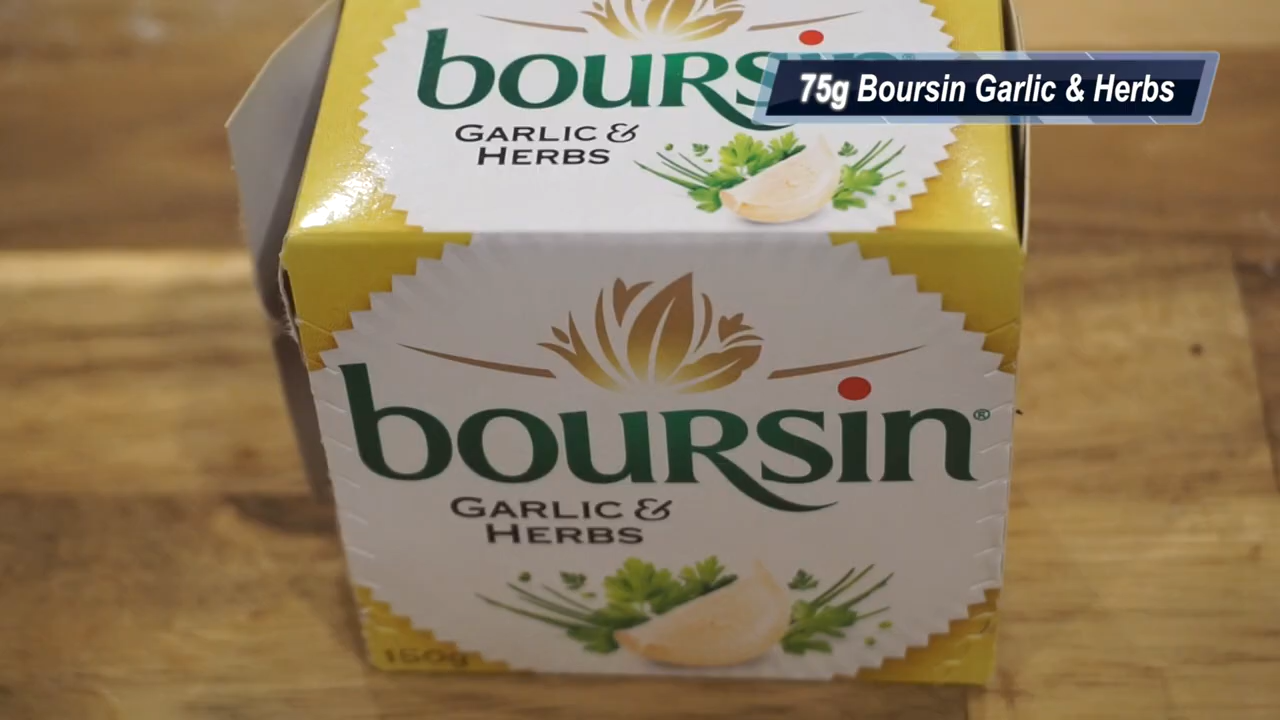 boursin
GARLIC &
HERBS
75g Boursin Garlic & Herbs
boursin®
GARLIC &
HERBS
150g